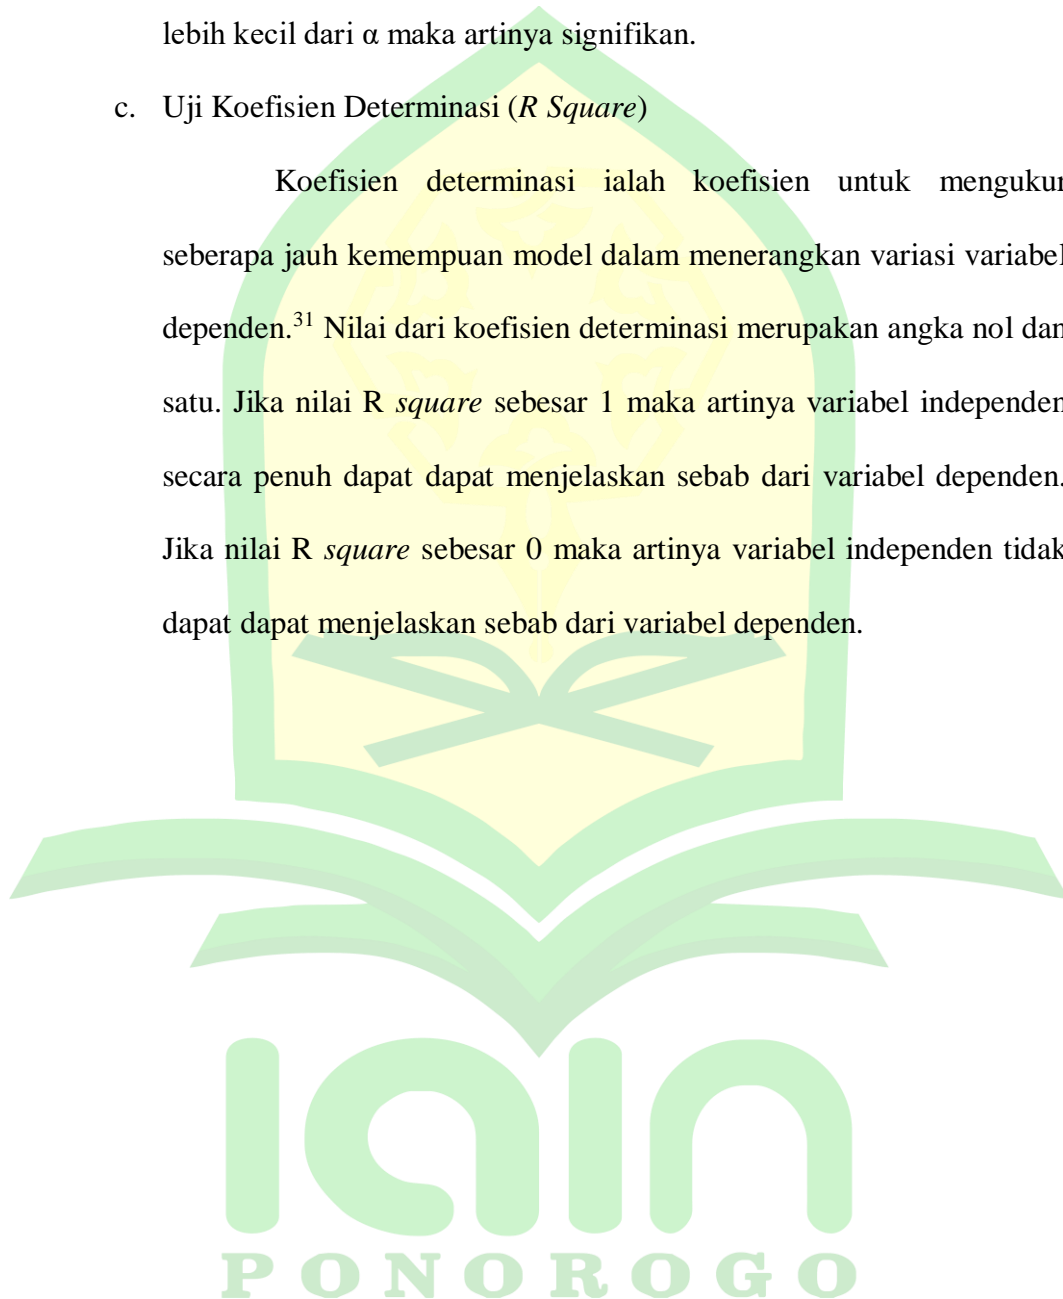 lebih kecil dari α maka artinya signifikan.
c. Uji Koefisien Determinasi (R Square)
Koefisien determinasi ialah koefisien untuk mengukur
seberapa jauh kemempuan model dalam menerangkan variasi variabel
dependen.31 Nilai dari koefisien determinasi merupakan angka nol dan
satu. Jika nilai R square sebesar 1 maka artinya variabel independen
secara penuh dapat dapat menjelaskan sebab dari variabel dependen.
Jika nilai R square sebesar 0 maka artinya variabel independen tidak
dapat dapat menjelaskan sebab dari variabel dependen.
IAIN
PONOROGO